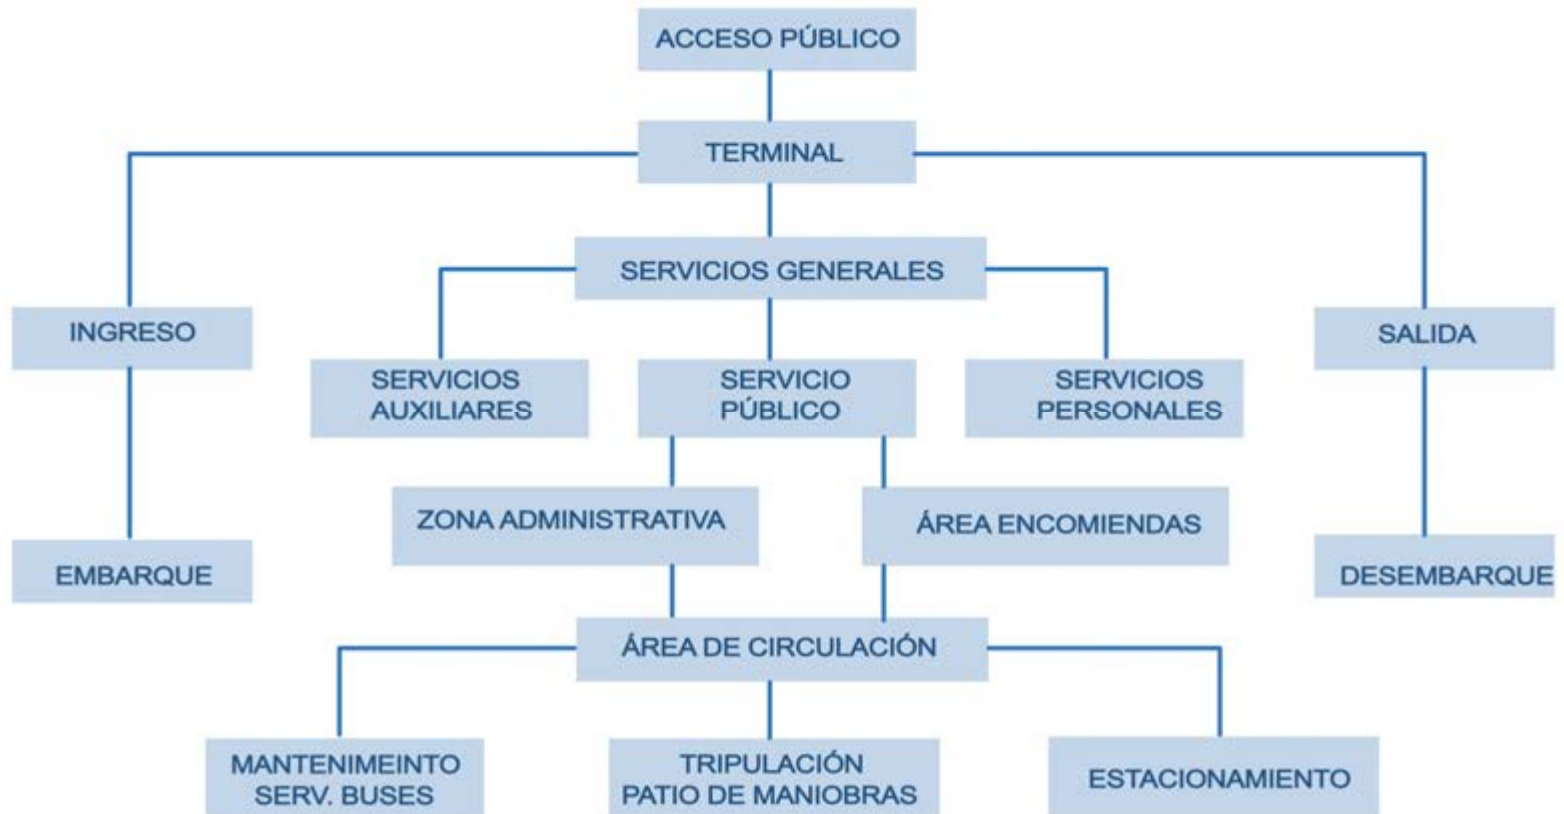 ACCESO PÚBLICO
TERMINAL
SERVICIOS GENERALES
INGRESO
SALIDA
SERVICIOS
AUXILIARES
SERVICIO
PÚBLICO
SERVICIOS
PERSONALES
ZONA ADMINISTRATIVA
ÁREA ENCOMIENDAS
EMBARQUE
DESEMBARQUE
ÁREA DE CIRCULACIÓN
MANTENIMEINTO
SERV. BUSES
TRIPULACIÓN
PATIO DE MANIOBRAS
ESTACIONAMIENTO